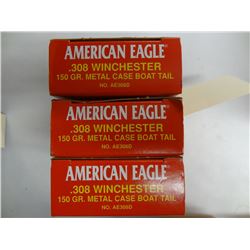 AMERICAN EAGLE
.308 WINCHESTER
150 GR. METAL CASE BOAT TAIL
NO. AE308D
AMERICAN EAGLE
.308 WINCHESTER
150 GR. METAL CASE BOAT TAIL
NO. AE308D
AMERICAN EAGLE
.308 WINCHESTER
150 GR. METAL CASE BOAT TAIL
NO. AE308D